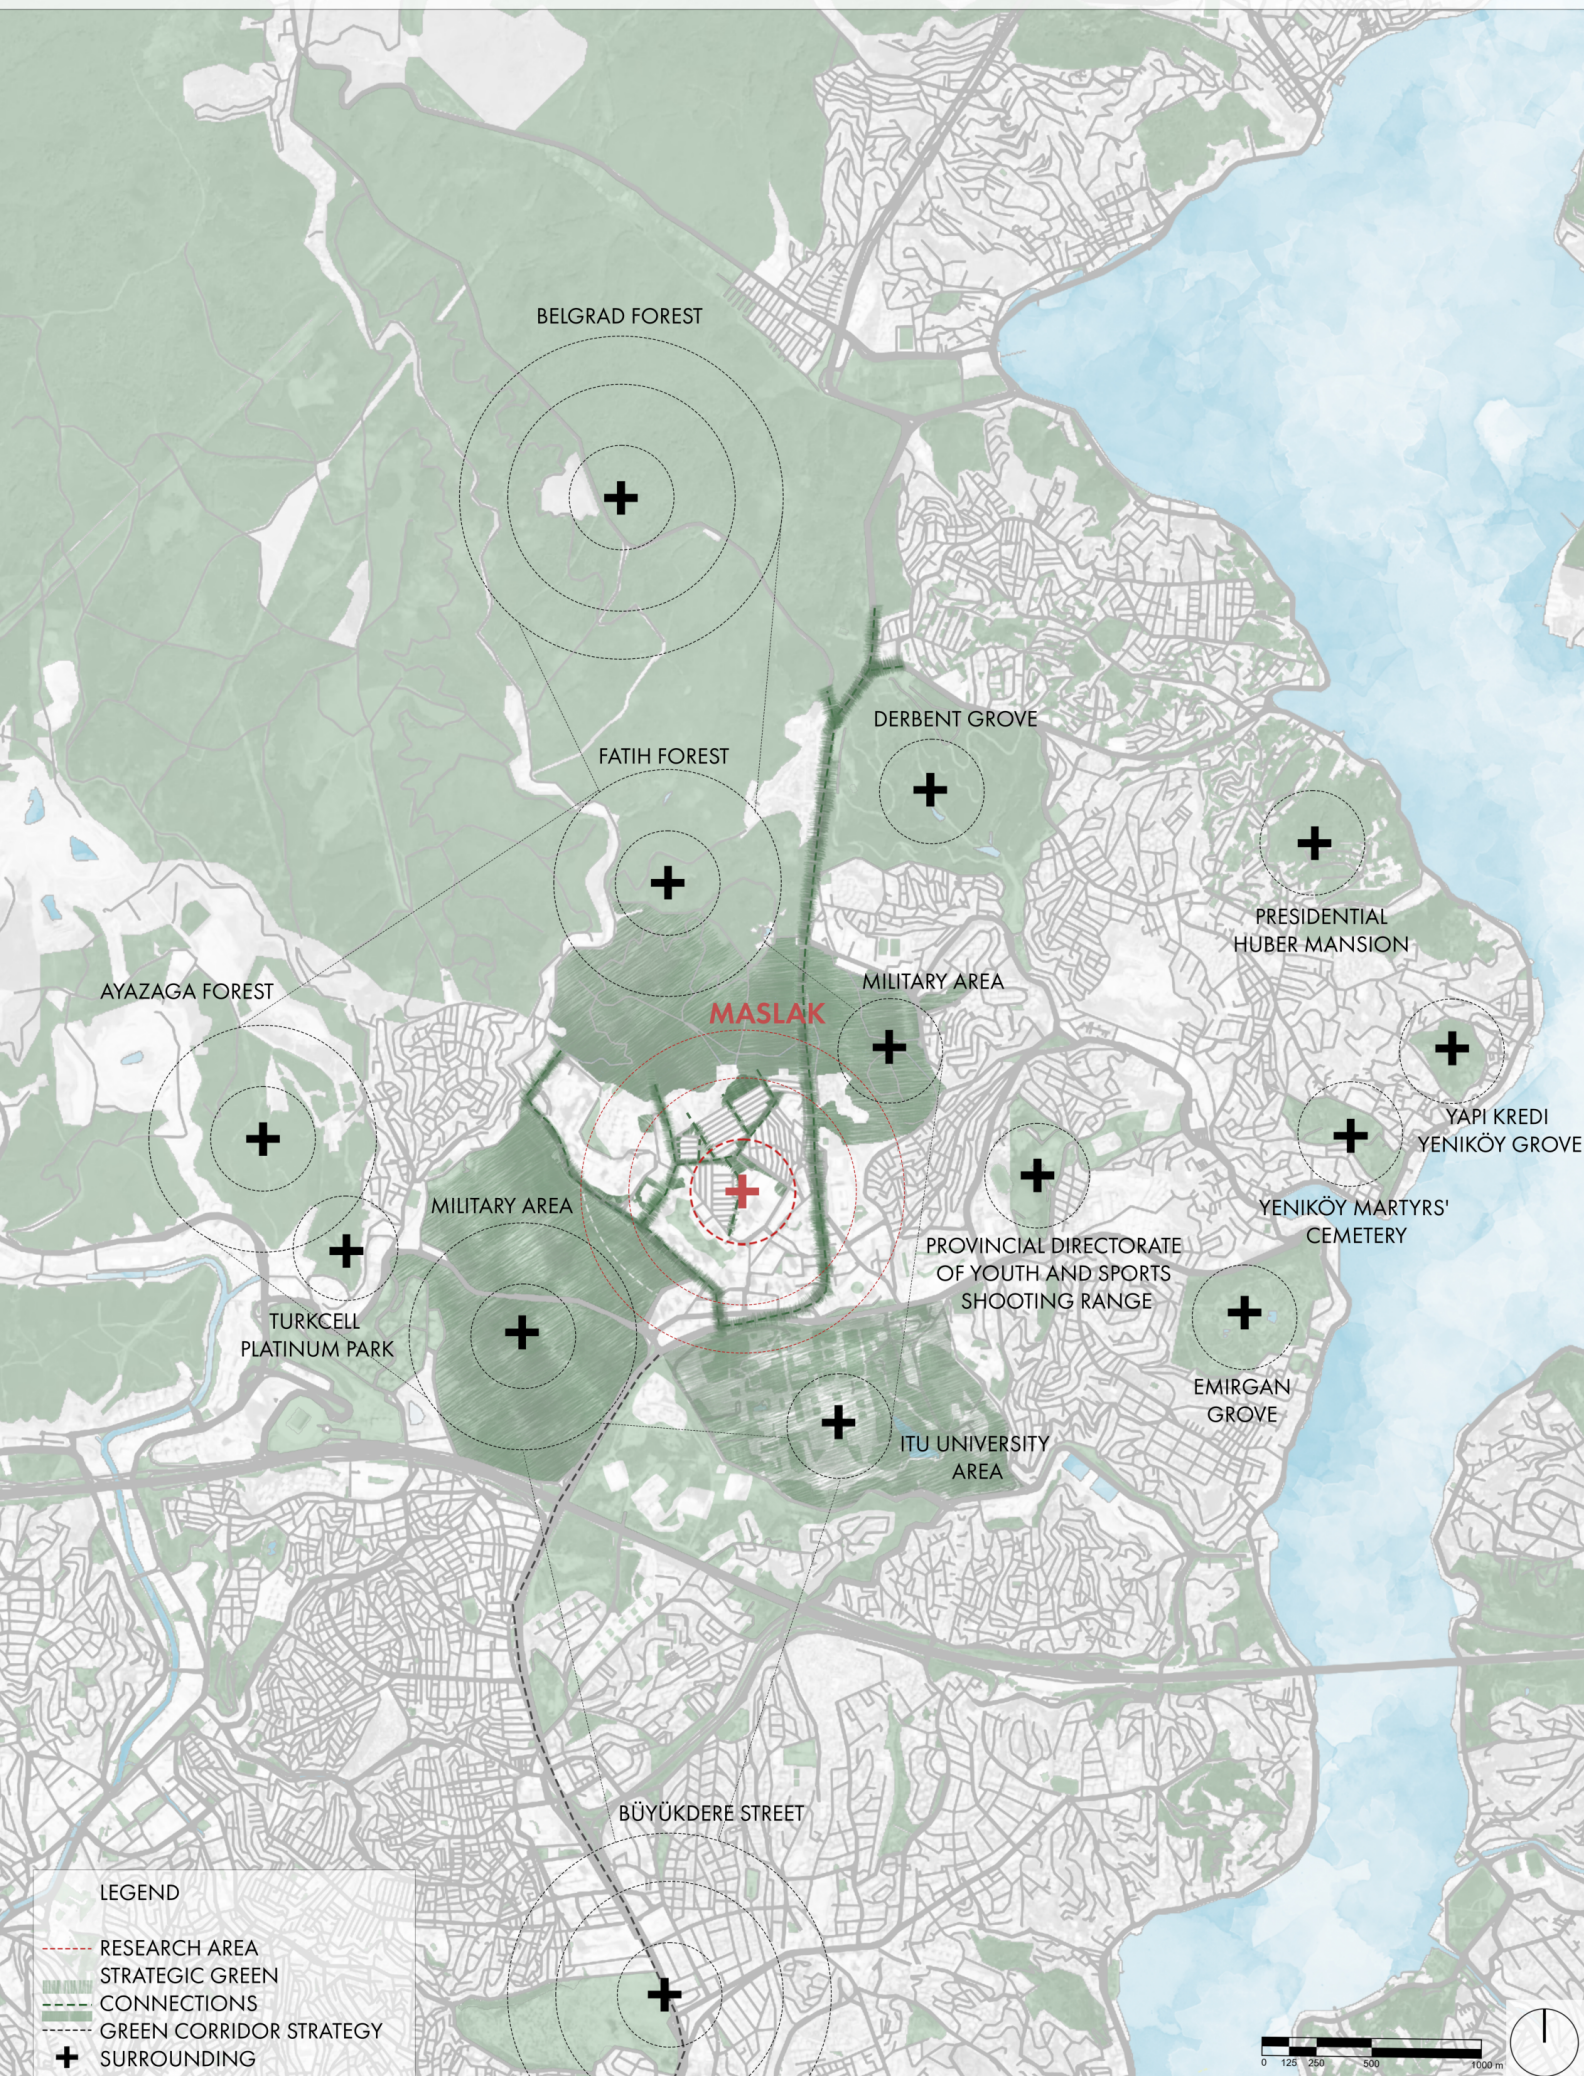 BELGRAD FOREST
DERBENT GROVE
FATIH FOREST
PRESIDENTIAL
HUBER MANSION
MILITARY AREA
AYAZAGA FOREST
MASLAK
YAPI KREDI
YENIKÖY GROVE
MILITARY AREA
YENIKÖY MARTYRS'
CEMETERY
PROVINCIAL DIRECTORATE
OF YOUTH AND SPORTS
SHOOTING RANGE
TURKCELL
PLATINUM PARK
EMIRGAN
GROVE
ITU UNIVERSITY
AREA
BÜYÜKDERE STREET
LEGEND
RESEARCH AREA
STRATEGIC GREEN
CONNECTIONS
GREEN CORRIDOR STRATEGY
SURROUNDING
0 125 250 500 1000 m